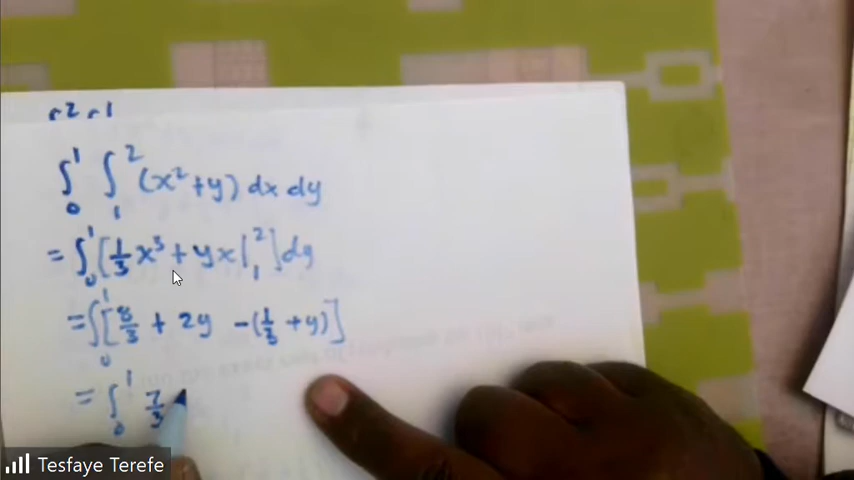 ∫₀¹ ∫₁² (x² + y) dx dy
= ∫₀¹ [1/3 x³ + yx |₁²] dy
= ∫₀¹ [8/3 + 2y - (1/3 + y)]
= ∫₀¹ 7/3
Tesfaye Terefe